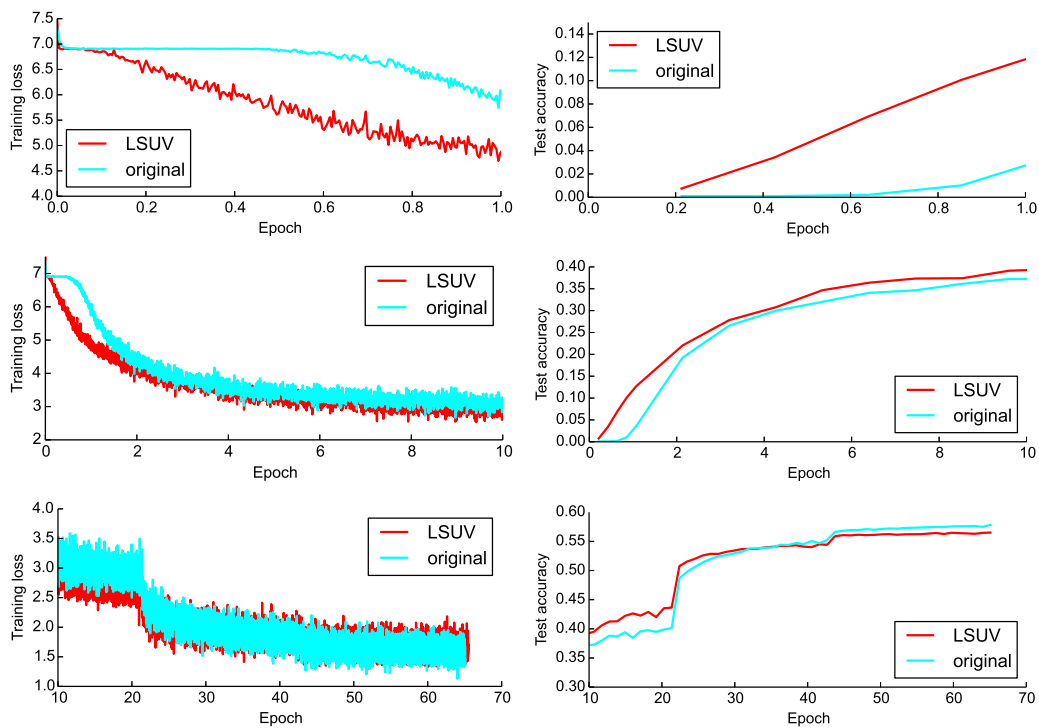 7.5
7.0
6.5
6.0
5.5
5.0
4.5
4.0
Training loss
LSUV
original
0.0 0.2 0.4 0.6 0.8 1.0
Epoch
0.14
0.12
0.10
0.08
0.06
0.04
0.02
0.00
Test accuracy
LSUV
original
0.0 0.2 0.4 0.6 0.8 1.0
Epoch
7
6
5
4
3
2
Training loss
LSUV
original
0 2 4 6 8 10
Epoch
0.40
0.35
0.30
0.25
0.20
0.15
0.10
0.05
0.00
Test accuracy
LSUV
original
0 2 4 6 8 10
Epoch
4.0
3.5
3.0
2.5
2.0
1.5
1.0
Training loss
LSUV
original
10 20 30 40 50 60 70
Epoch
0.60
0.55
0.50
0.45
0.40
0.35
0.30
Test accuracy
LSUV
original
10 20 30 40 50 60 70
Epoch